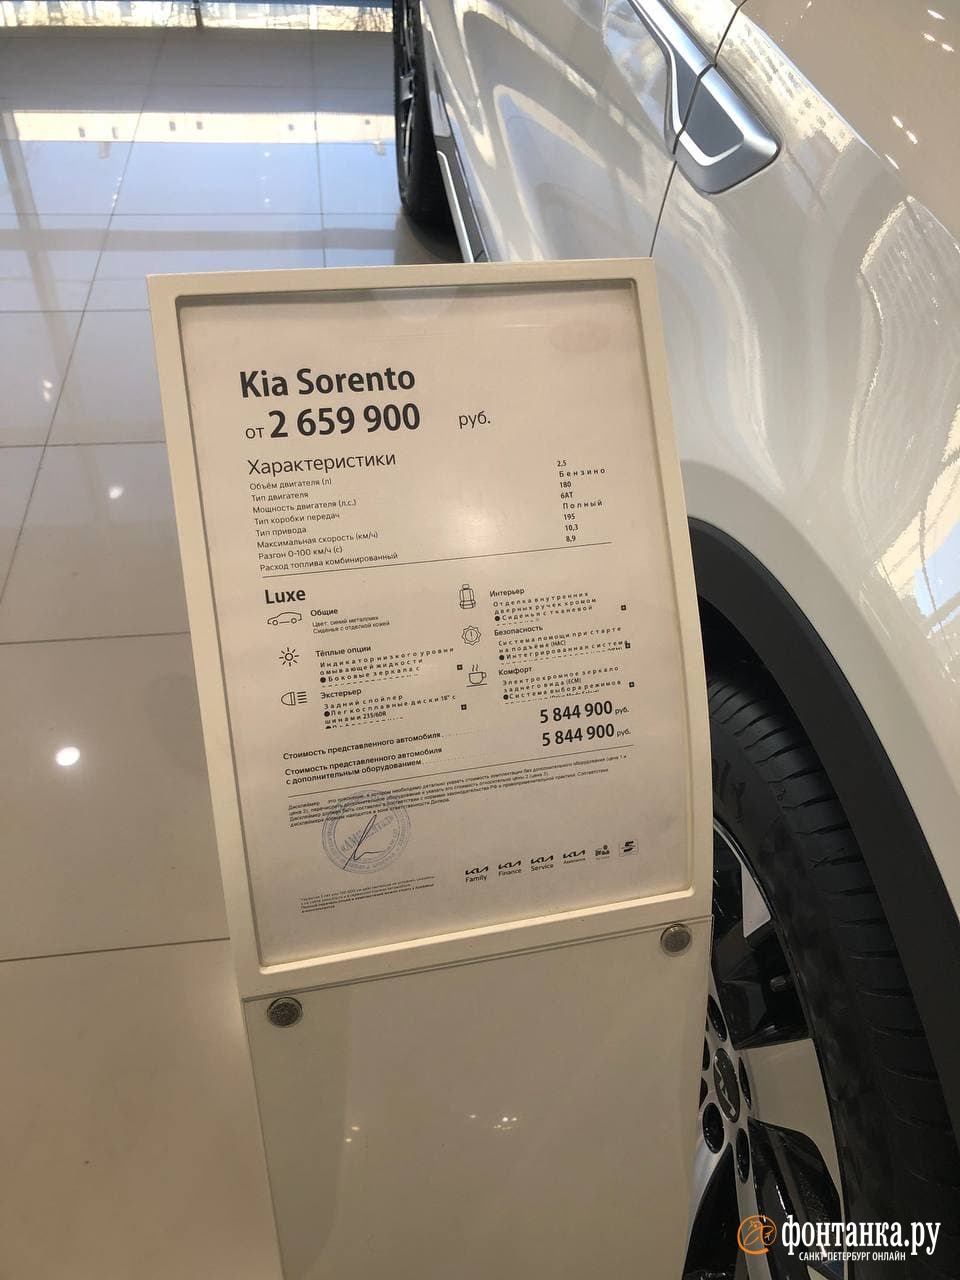 Kia Sorento
от 2 659 900 руб.
Характеристики
Объём двигателя (л) 2,5
Тип двигателя Бензино
Мощность двигателя (л.с.) 180
Тип коробки передач 6AT
Тип привода Полный
Максимальная скорость (км/ч) 195
Разгон 0-100 км/ч (с) 10,3
Расход топлива комбинированный 8,9
Luxe
Общие
Цвет: синий металлик
Сиденья с отделкой кожей
Тёплые опции
Индикатор низкого уровня
омывающей жидкости
Боковые зеркала с
Экстерьер
Задний спойлер
Легкосплавные диски 18" с
шинами 235/60R
Интерьер
Отделка внутренних
дверных ручек хромом
Сиденья с тканевой
Безопасность
Система помощи при старте
на подъёме (HAC)
Интегрированная система
Комфорт
Электрохромное зеркало
заднего вида (ECM)
Система выбора режимов
Стоимость представленного автомобиля 5 844 900 руб.
Стоимость представленного автомобиля
с дополнительным оборудованием 5 844 900 руб.
KIA Family
KIA Finance
KIA Service
KIA Assistance
фонтанка.ру
САНКТ-ПЕТЕРБУРГ ОНЛАЙН